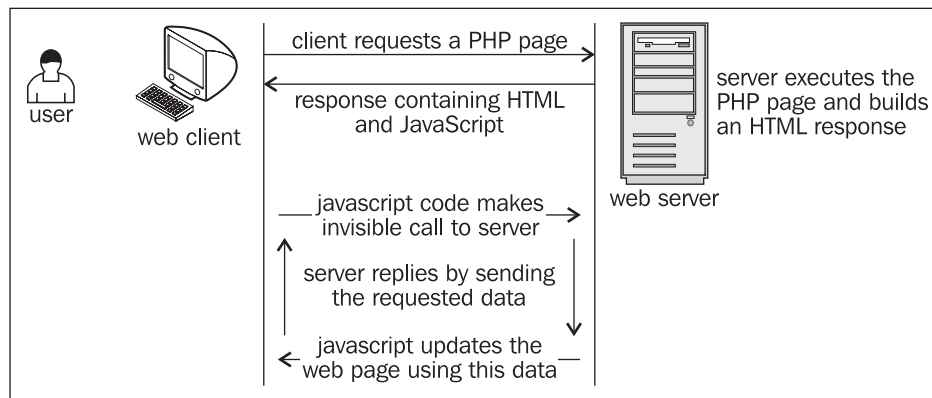 client requests a PHP page
response containing HTML
and JavaScript
user
web client
server executes the
PHP page and builds
an HTML response
web server
javascript code makes
invisible call to server
server replies by sending
the requested data
javascript updates the
web page using this data